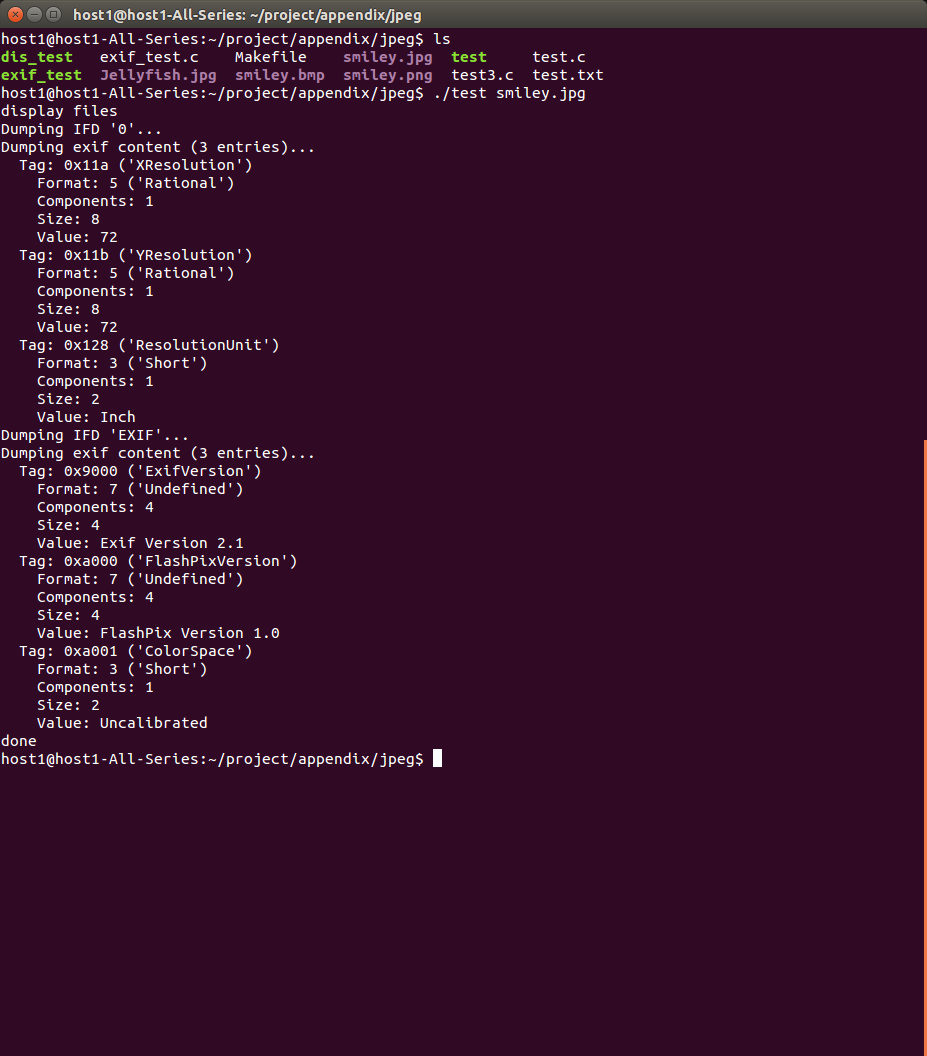 host1@host1-All-Series: ~/project/appendix/jpeg
host1@host1-All-Series:~/project/appendix/jpeg$ ls
dis_test   exif_test.c    Makefile    smiley.jpg  test     test.c
exif_test  Jellyfish.jpg  smiley.bmp  smiley.png  test3.c  test.txt
host1@host1-All-Series:~/project/appendix/jpeg$ ./test smiley.jpg
display files
Dumping IFD '0'...
Dumping exif content (3 entries)...
  Tag: 0x11a ('XResolution')
    Format: 5 ('Rational')
    Components: 1
    Size: 8
    Value: 72
  Tag: 0x11b ('YResolution')
    Format: 5 ('Rational')
    Components: 1
    Size: 8
    Value: 72
  Tag: 0x128 ('ResolutionUnit')
    Format: 3 ('Short')
    Components: 1
    Size: 2
    Value: Inch
Dumping IFD 'EXIF'...
Dumping exif content (3 entries)...
  Tag: 0x9000 ('ExifVersion')
    Format: 7 ('Undefined')
    Components: 4
    Size: 4
    Value: Exif Version 2.1
  Tag: 0xa000 ('FlashPixVersion')
    Format: 7 ('Undefined')
    Components: 4
    Size: 4
    Value: FlashPix Version 1.0
  Tag: 0xa001 ('ColorSpace')
    Format: 3 ('Short')
    Components: 1
    Size: 2
    Value: Uncalibrated
done
host1@host1-All-Series:~/project/appendix/jpeg$